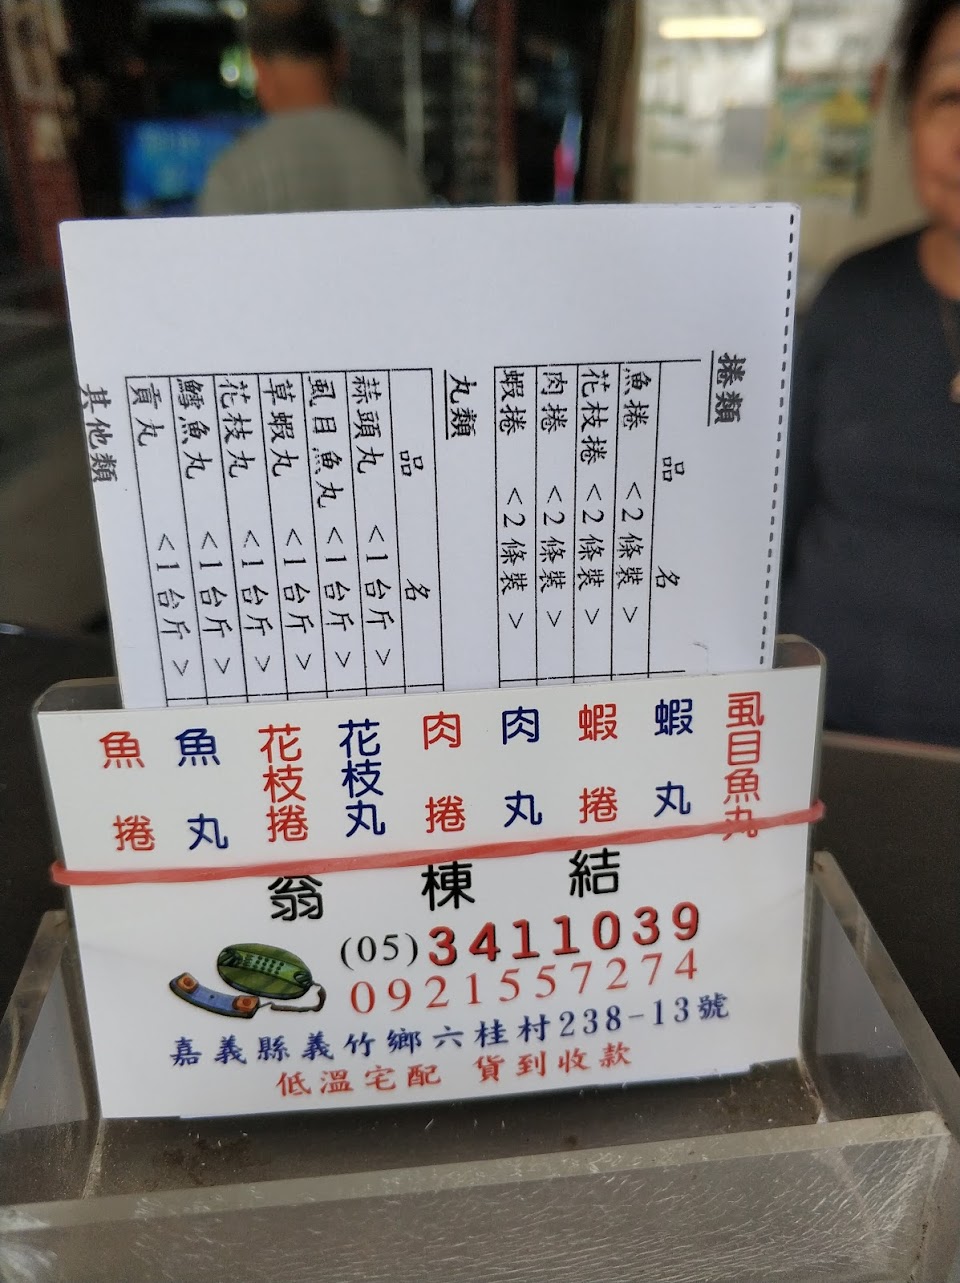 捲類
品 名
魚捲 <2條裝>
花枝捲 <2條裝>
肉捲 <2條裝>
蝦捲 <2條裝>
丸類
品 名
蒜頭丸 <1台斤>
虱目魚丸 <1台斤>
草蝦丸 <1台斤>
花枝丸 <1台斤>
鱈魚丸 <1台斤>
貢丸 <1台斤>
其他類
魚捲
魚丸
花枝捲
花枝丸
肉捲
肉丸
蝦捲
蝦丸
虱目魚丸
翁棟結
(05)3411039
0921557274
嘉義縣義竹鄉六桂村238-13號
低溫宅配 貨到收款